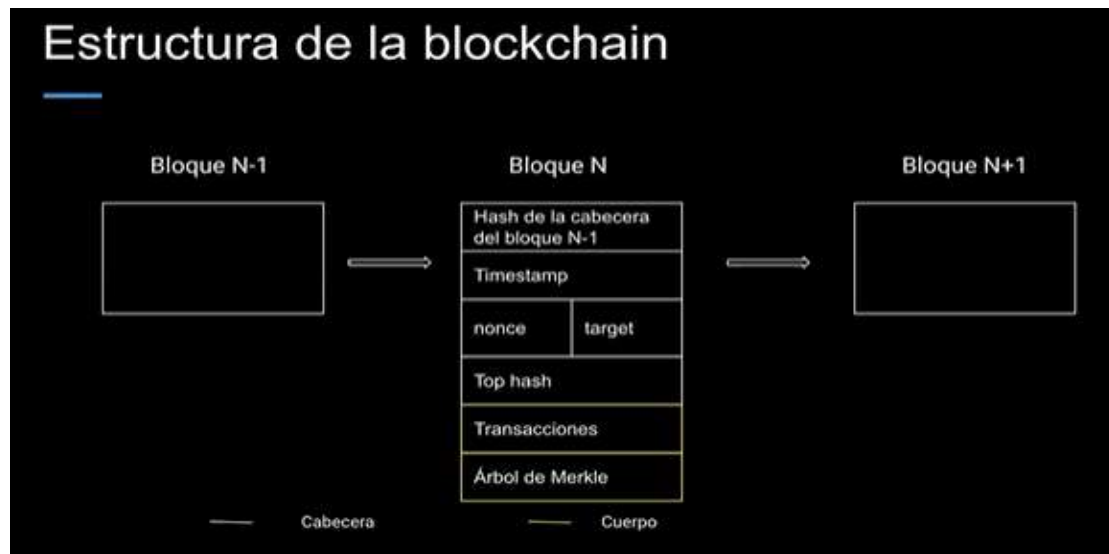 Estructura de la blockchain
Bloque N-1
Bloque N
Bloque N+1
Hash de la cabecera
del bloque N-1
Timestamp
nonce
target
Top hash
Transacciones
Árbol de Merkle
Cabecera
Cuerpo